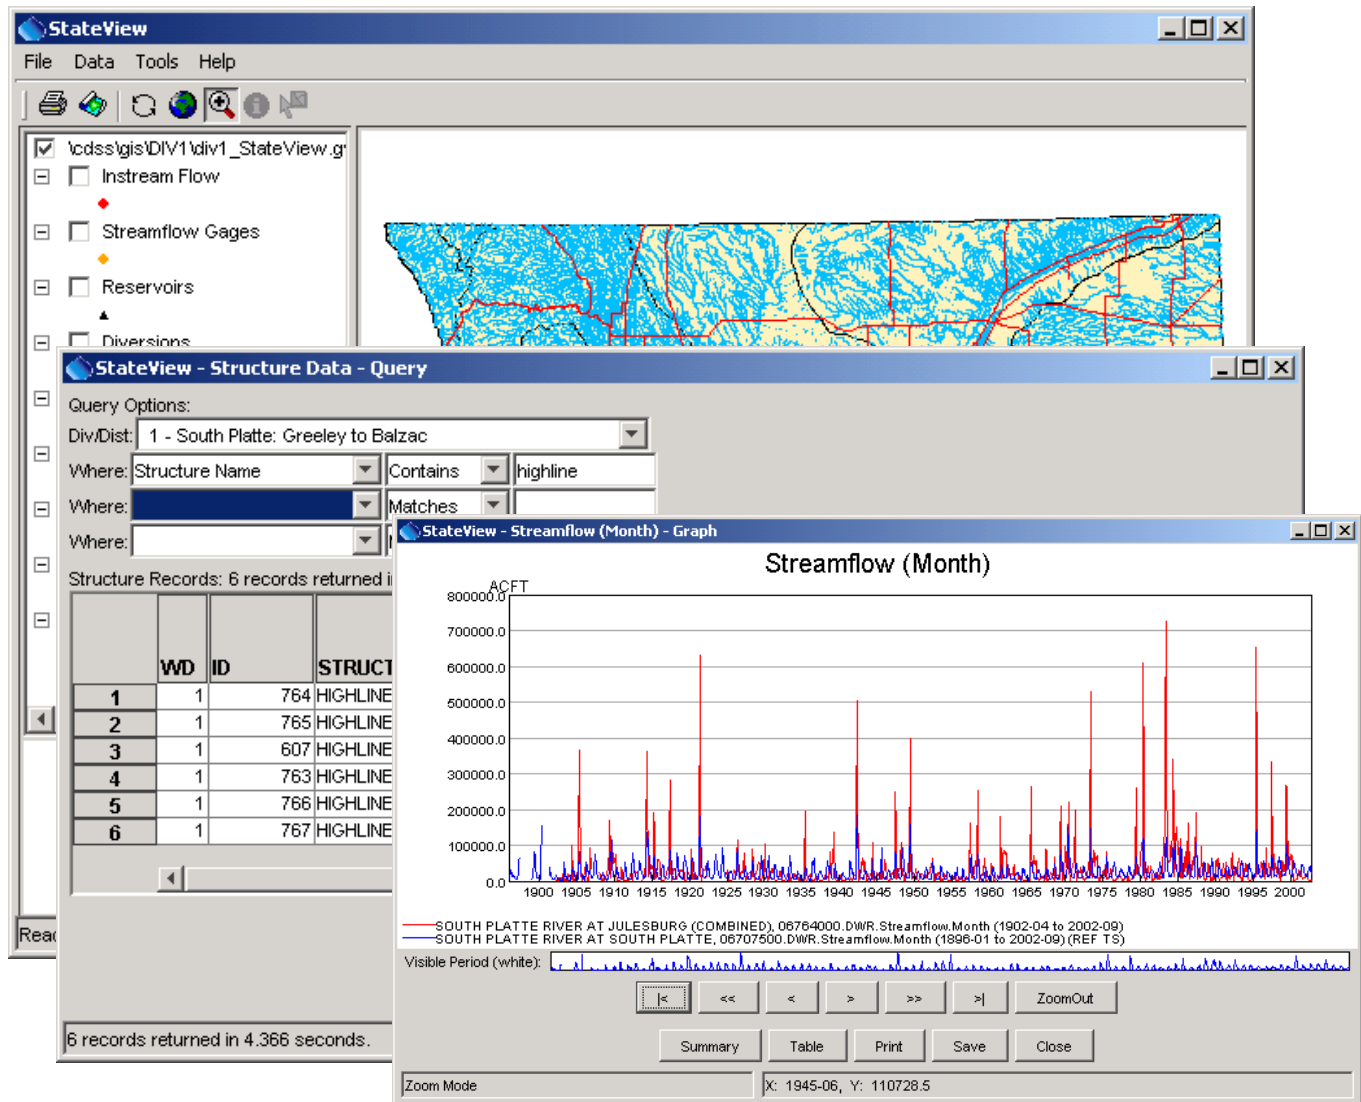 StateView
File Data Tools Help
\cdss\gis\DIV1\div1_StateView.g
Instream Flow
Streamflow Gages
Reservoirs
Diversions
StateView - Structure Data - Query
Query Options:
Div/Dist: 1 - South Platte: Greeley to Balzac
Where: Structure Name Contains highline
Where: Matches
Where:
Structure Records: 6 records returned i
WD ID STRUCT
1 1 764 HIGHLINE
2 1 765 HIGHLINE
3 1 607 HIGHLINE
4 1 763 HIGHLINE
5 1 766 HIGHLINE
6 1 767 HIGHLINE
Read
6 records returned in 4.366 seconds.
StateView - Streamflow (Month) - Graph
Streamflow (Month)
ACFT
800000.0
700000.0
600000.0
500000.0
400000.0
300000.0
200000.0
100000.0
0.0
1900 1905 1910 1915 1920 1925 1930 1935 1940 1945 1950 1955 1960 1965 1970 1975 1980 1985 1990 1995 2000
SOUTH PLATTE RIVER AT JULESBURG (COMBINED), 06764000.DWR.Streamflow.Month (1902-04 to 2002-09)
SOUTH PLATTE RIVER AT SOUTH PLATTE, 06707500.DWR.Streamflow.Month (1896-01 to 2002-09) (REF TS)
Visible Period (white):
|< << < > >> >| ZoomOut
Summary Table Print Save Close
Zoom Mode X: 1945-06, Y: 110728.5